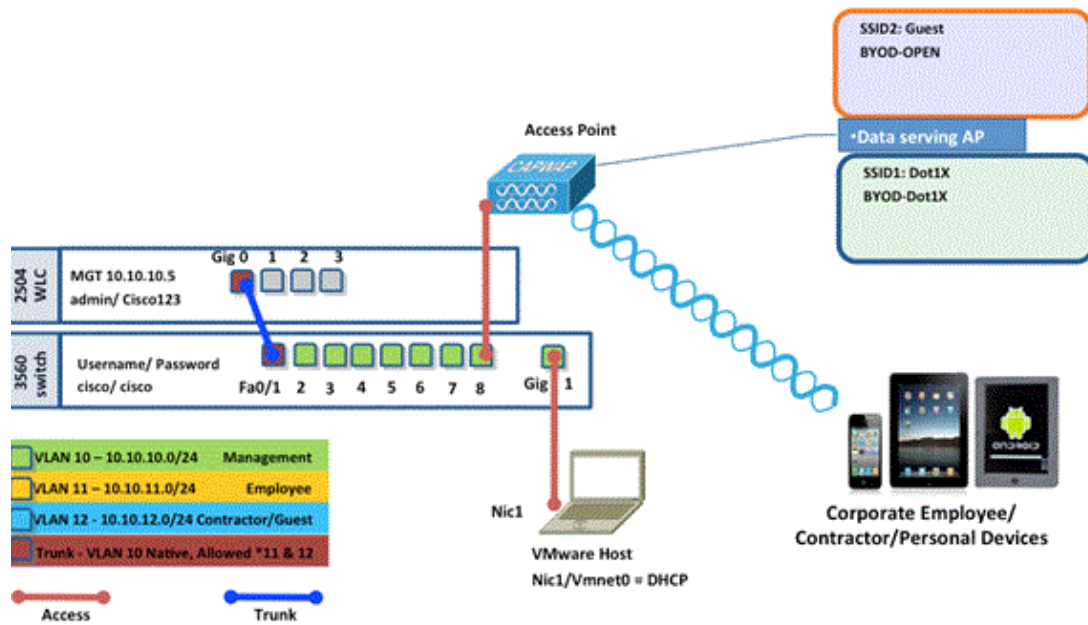 SSID2: Guest
BYOD-OPEN
•Data serving AP
SSID1: Dot1X
BYOD-Dot1X
Access Point
CAPWAP
2504
WLC
MGT 10.10.10.5
admin/ Cisco123
Gig 0 1 2 3
3560
switch
Username/ Password
cisco/ cisco
Fa0/1 2 3 4 5 6 7 8
Gig 1
VLAN 10 – 10.10.10.0/24 Management
VLAN 11 – 10.10.11.0/24 Employee
VLAN 12 - 10.10.12.0/24 Contractor/Guest
Trunk - VLAN 10 Native, Allowed *11 & 12
Access
Trunk
Nic1
VMware Host
Nic1/Vmnet0 = DHCP
ANDROID
Corporate Employee/
Contractor/Personal Devices